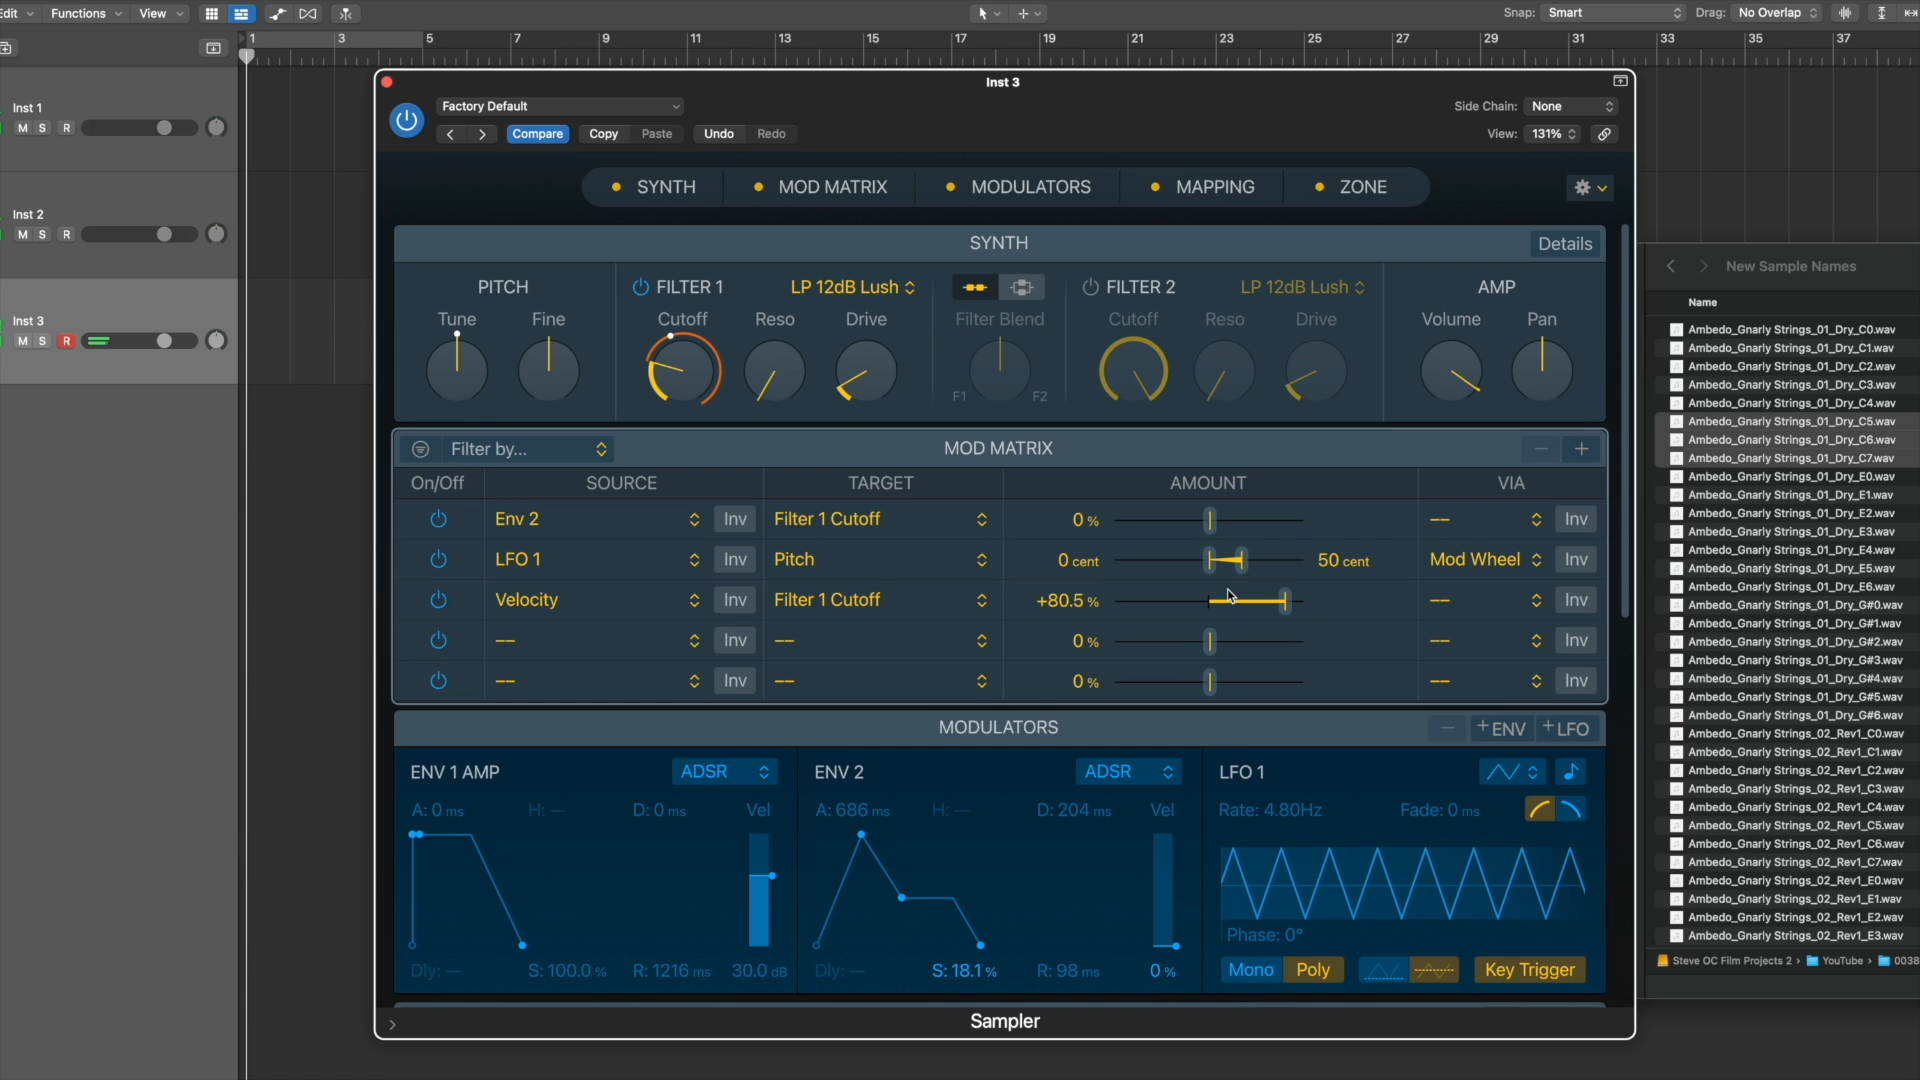 Edit Functions View
Snap: Smart Drag: No Overlap
1 3 5 7 9 11 13 15 17 19 21 23 25 27 29 31 33 35 37
Inst 1
M S R
Inst 2
M S R
Inst 3
M S R
Inst 3
Factory Default
Side Chain: None
Compare Copy Paste Undo Redo
View: 131%
SYNTH MOD MATRIX MODULATORS MAPPING ZONE
SYNTH
Details
PITCH FILTER 1 LP 12dB Lush FILTER 2 LP 12dB Lush AMP
Tune Fine Cutoff Reso Drive Filter Blend Cutoff Reso Drive Volume Pan
F1 F2
Filter by... MOD MATRIX
On/Off SOURCE TARGET AMOUNT VIA
Env 2 Inv Filter 1 Cutoff 0 % -- Inv
LFO 1 Inv Pitch 0 cent 50 cent Mod Wheel Inv
Velocity Inv Filter 1 Cutoff +80.5 % -- Inv
-- Inv -- 0 % -- Inv
-- Inv -- 0 % -- Inv
MODULATORS
+ENV +LFO
ENV 1 AMP ADSR
A: 0 ms H: — D: 0 ms Vel
Dly: — S: 100.0 % R: 1216 ms 30.0 dB
ENV 2 ADSR
A: 686 ms H: — D: 204 ms Vel
Dly: — S: 18.1 % R: 98 ms 0 %
LFO 1
Rate: 4.80Hz Fade: 0 ms
Phase: 0°
Mono Poly Key Trigger
Sampler
New Sample Names
Name
Ambedo_Gnarly Strings_01_Dry_C0.wav
Ambedo_Gnarly Strings_01_Dry_C1.wav
Ambedo_Gnarly Strings_01_Dry_C2.wav
Ambedo_Gnarly Strings_01_Dry_C3.wav
Ambedo_Gnarly Strings_01_Dry_C4.wav
Ambedo_Gnarly Strings_01_Dry_C5.wav
Ambedo_Gnarly Strings_01_Dry_C6.wav
Ambedo_Gnarly Strings_01_Dry_C7.wav
Ambedo_Gnarly Strings_01_Dry_E0.wav
Ambedo_Gnarly Strings_01_Dry_E1.wav
Ambedo_Gnarly Strings_01_Dry_E2.wav
Ambedo_Gnarly Strings_01_Dry_E3.wav
Ambedo_Gnarly Strings_01_Dry_E4.wav
Ambedo_Gnarly Strings_01_Dry_E5.wav
Ambedo_Gnarly Strings_01_Dry_E6.wav
Ambedo_Gnarly Strings_01_Dry_G#0.wav
Ambedo_Gnarly Strings_01_Dry_G#1.wav
Ambedo_Gnarly Strings_01_Dry_G#2.wav
Ambedo_Gnarly Strings_01_Dry_G#3.wav
Ambedo_Gnarly Strings_01_Dry_G#4.wav
Ambedo_Gnarly Strings_01_Dry_G#5.wav
Ambedo_Gnarly Strings_01_Dry_G#6.wav
Ambedo_Gnarly Strings_02_Rev1_C0.wav
Ambedo_Gnarly Strings_02_Rev1_C1.wav
Ambedo_Gnarly Strings_02_Rev1_C2.wav
Ambedo_Gnarly Strings_02_Rev1_C3.wav
Ambedo_Gnarly Strings_02_Rev1_C4.wav
Ambedo_Gnarly Strings_02_Rev1_C5.wav
Ambedo_Gnarly Strings_02_Rev1_C6.wav
Ambedo_Gnarly Strings_02_Rev1_C7.wav
Ambedo_Gnarly Strings_02_Rev1_E0.wav
Ambedo_Gnarly Strings_02_Rev1_E1.wav
Ambedo_Gnarly Strings_02_Rev1_E2.wav
Ambedo_Gnarly Strings_02_Rev1_E3.wav
Steve OC Film Projects 2 › YouTube › 0038